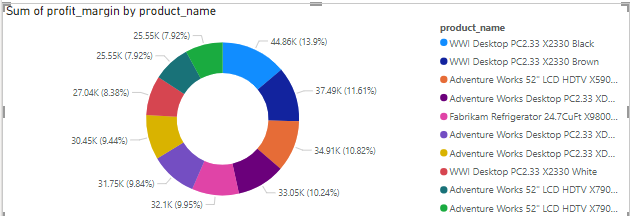 Sum of profit_margin by product_name
44.86K (13.9%)
37.49K (11.61%)
34.91K (10.82%)
33.05K (10.24%)
32.1K (9.95%)
31.75K (9.84%)
30.45K (9.44%)
27.04K (8.38%)
25.55K (7.92%)
25.55K (7.92%)
product_name
WWI Desktop PC2.33 X2330 Black
WWI Desktop PC2.33 X2330 Brown
Adventure Works 52" LCD HDTV X590...
Adventure Works Desktop PC2.33 XD...
Fabrikam Refrigerator 24.7CuFt X9800...
Adventure Works Desktop PC2.33 XD...
Adventure Works Desktop PC2.33 XD...
WWI Desktop PC2.33 X2330 White
Adventure Works 52" LCD HDTV X790...
Adventure Works 52" LCD HDTV X790...